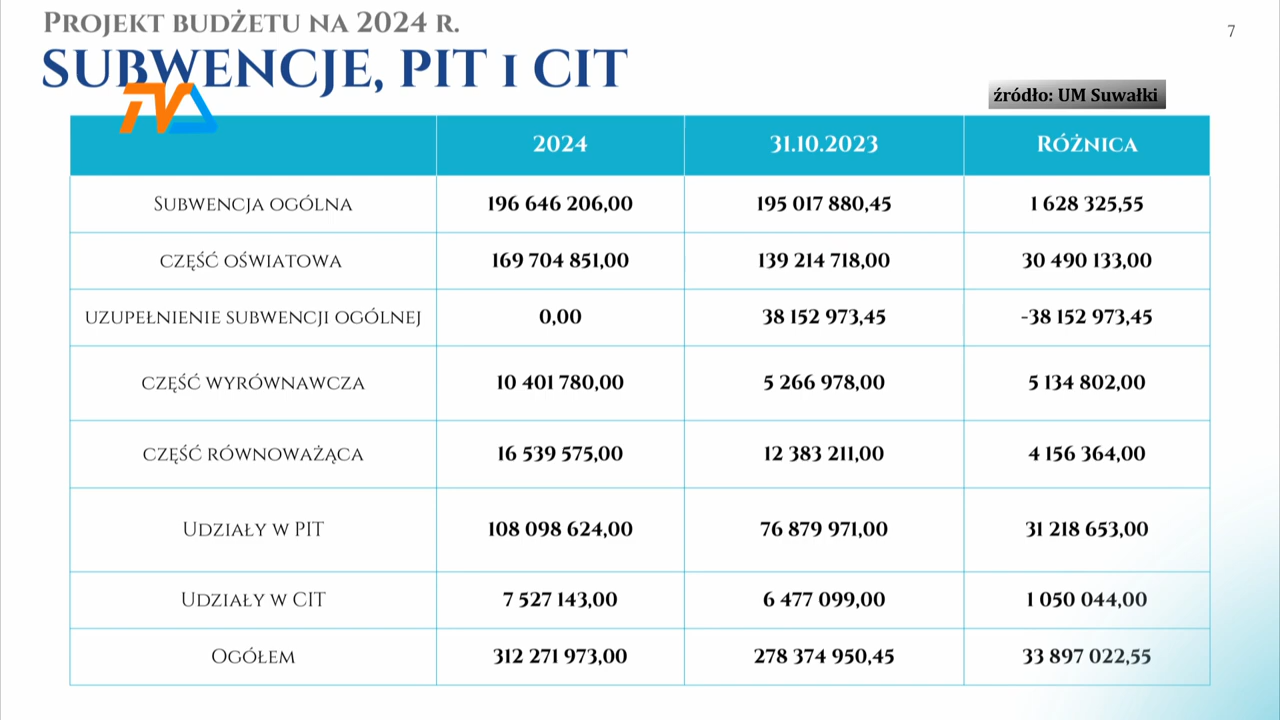 Projekt budżetu na 2024 r.
7
Subwencje, PIT i CIT
źródło: UM Suwałki
TVA
2024 31.10.2023 Różnica
Subwencja ogólna 196 646 206,00 195 017 880,45 1 628 325,55
część oświatowa 169 704 851,00 139 214 718,00 30 490 133,00
uzupełnienie subwencji ogólnej 0,00 38 152 973,45 -38 152 973,45
część wyrównawcza 10 401 780,00 5 266 978,00 5 134 802,00
część równoważąca 16 539 575,00 12 383 211,00 4 156 364,00
Udziały w PIT 108 098 624,00 76 879 971,00 31 218 653,00
Udziały w CIT 7 527 143,00 6 477 099,00 1 050 044,00
Ogółem 312 271 973,00 278 374 950,45 33 897 022,55